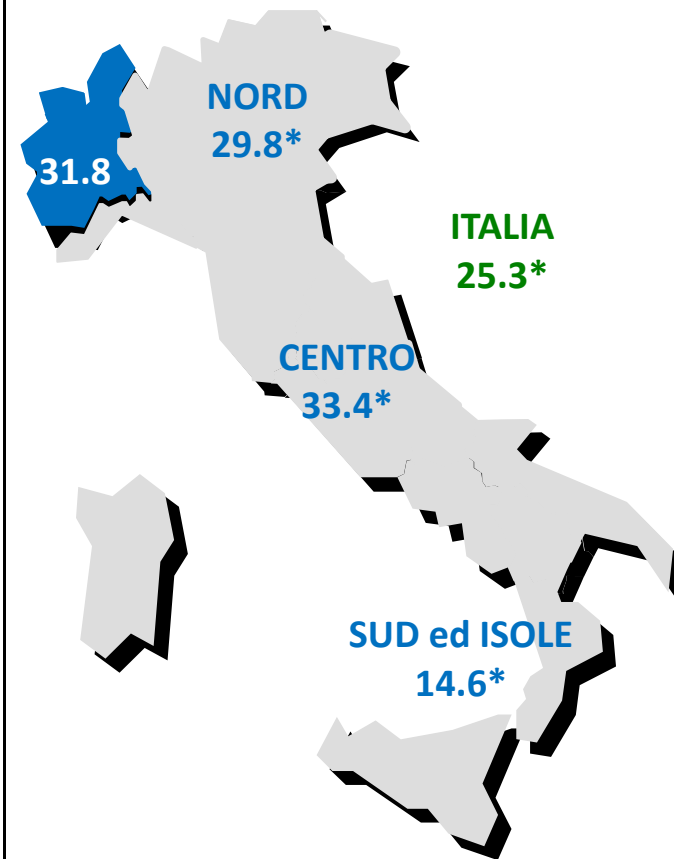 NORD
29.8*
31.8
ITALIA
25.3*
CENTRO
33.4*
SUD ed ISOLE
14.6*